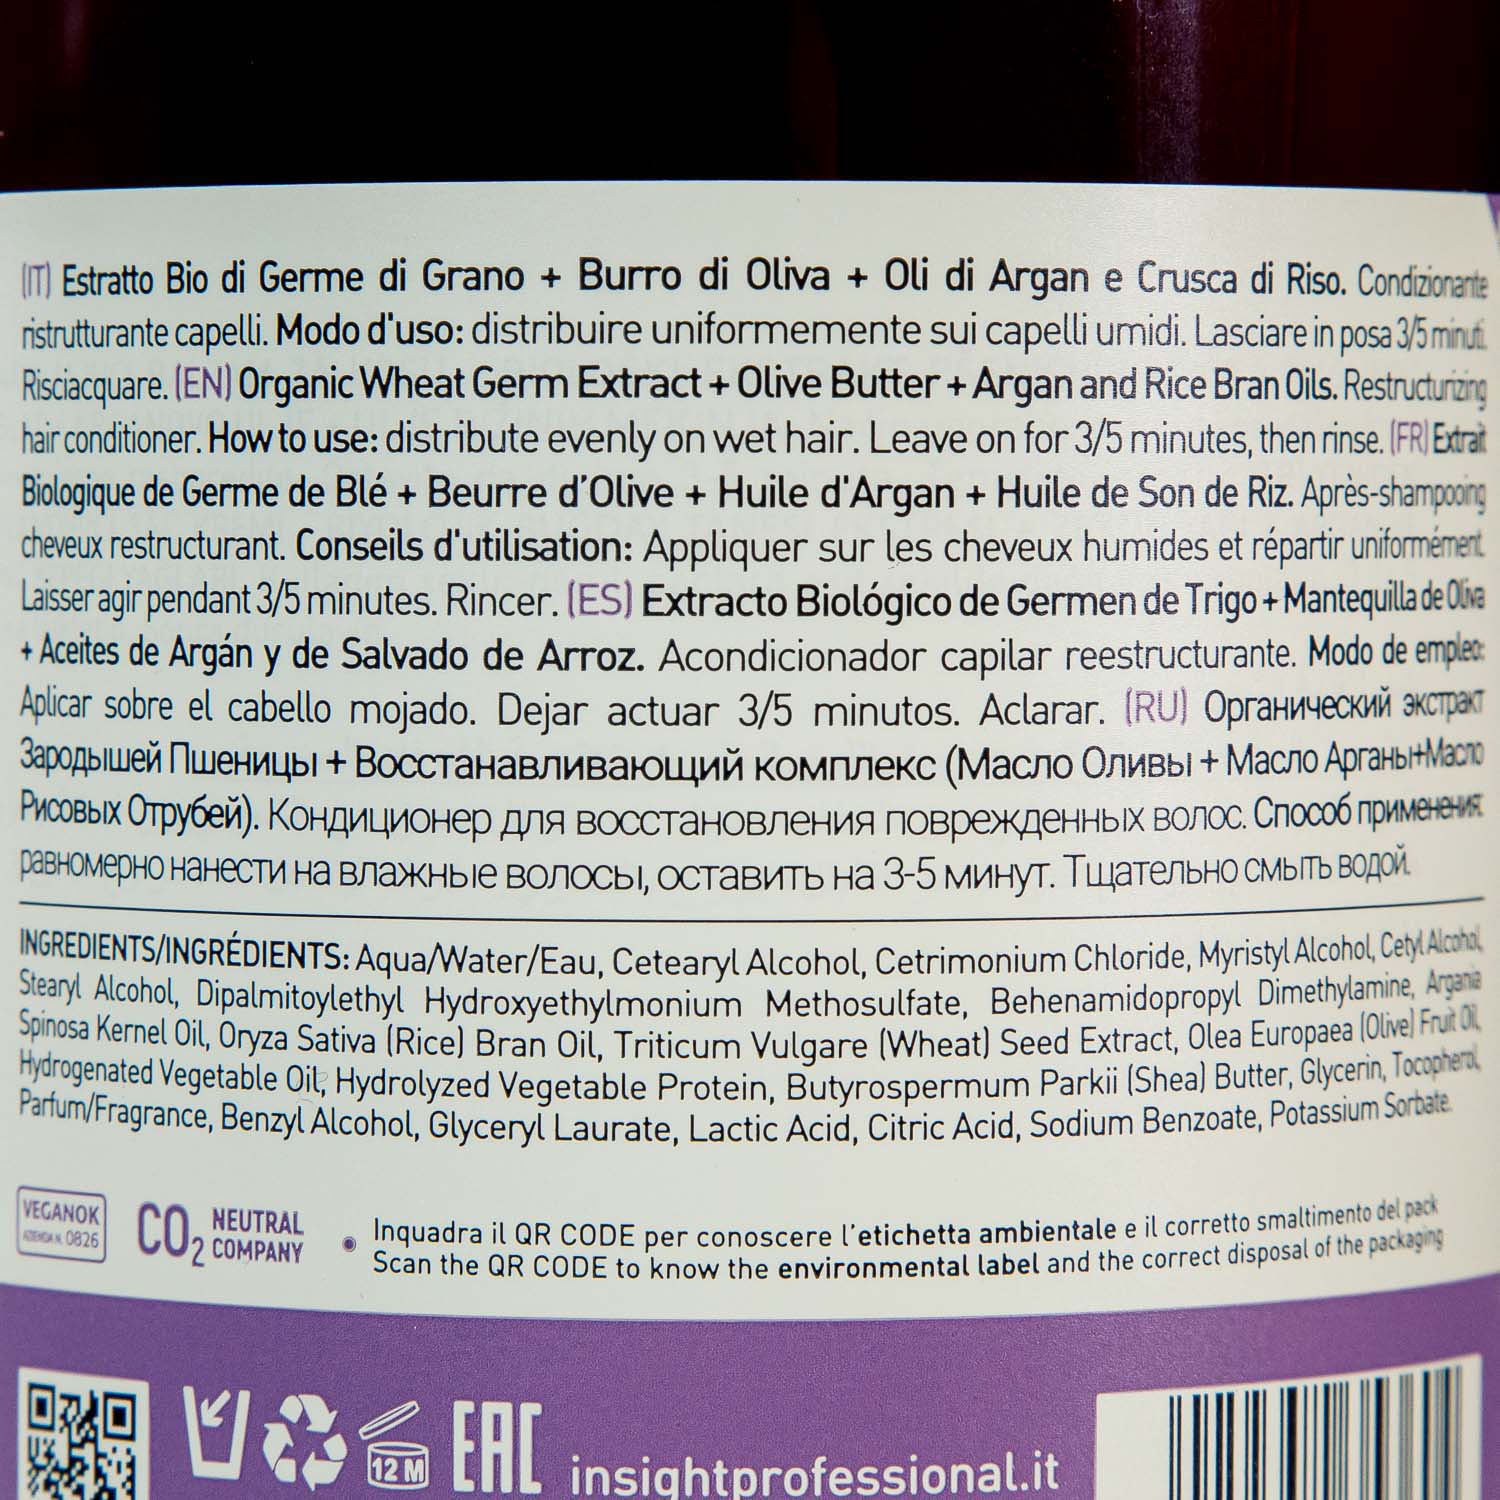 (IT) Estratto Bio di Germe di Grano + Burro di Oliva + Oli di Argan e Crusca di Riso. Condizionante
ristrutturante capelli. Modo d'uso: distribuire uniformemente sui capelli umidi. Lasciare in posa 3/5 minuti.
Risciacquare. (EN) Organic Wheat Germ Extract + Olive Butter + Argan and Rice Bran Oils. Restructurizing
hair conditioner. How to use: distribute evenly on wet hair. Leave on for 3/5 minutes, then rinse. (FR) Extrait
Biologique de Germe de Blé + Beurre d'Olive + Huile d'Argan + Huile de Son de Riz. Après-shampooing
cheveux restructurant. Conseils d'utilisation: Appliquer sur les cheveux humides et répartir uniformément.
Laisser agir pendant 3/5 minutes. Rincer. (ES) Extracto Biológico de Germen de Trigo + Mantequilla de Oliva
+ Aceites de Argán y de Salvado de Arroz. Acondicionador capilar reestructurante. Modo de empleo:
Aplicar sobre el cabello mojado. Dejar actuar 3/5 minutos. Aclarar. (RU) Органический экстракт
Зародышей Пшеницы + Восстанавливающий комплекс (Масло Оливы + Масло Арганы+Масло
Рисовых Отрубей). Кондиционер для восстановления поврежденных волос. Способ применения:
равномерно нанести на влажные волосы, оставить на 3-5 минут. Тщательно смыть водой.
INGREDIENTS/INGRÉDIENTS: Aqua/Water/Eau, Cetearyl Alcohol, Cetrimonium Chloride, Myristyl Alcohol, Cetyl Alcohol,
Stearyl Alcohol, Dipalmitoylethyl Hydroxyethylmonium Methosulfate, Behenamidopropyl Dimethylamine, Argania
Spinosa Kernel Oil, Oryza Sativa (Rice) Bran Oil, Triticum Vulgare (Wheat) Seed Extract, Olea Europaea (Olive) Fruit Oil,
Hydrogenated Vegetable Oil, Hydrolyzed Vegetable Protein, Butyrospermum Parkii (Shea) Butter, Glycerin, Tocopherol,
Parfum/Fragrance, Benzyl Alcohol, Glyceryl Laurate, Lactic Acid, Citric Acid, Sodium Benzoate, Potassium Sorbate.
VEGANOK
AZIENDA N. 0826
CO2 NEUTRAL
COMPANY
• Inquadra il QR CODE per conoscere l'etichetta ambientale e il corretto smaltimento del pack
Scan the QR CODE to know the environmental label and the correct disposal of the packaging
12 M
EAC
insightprofessional.it